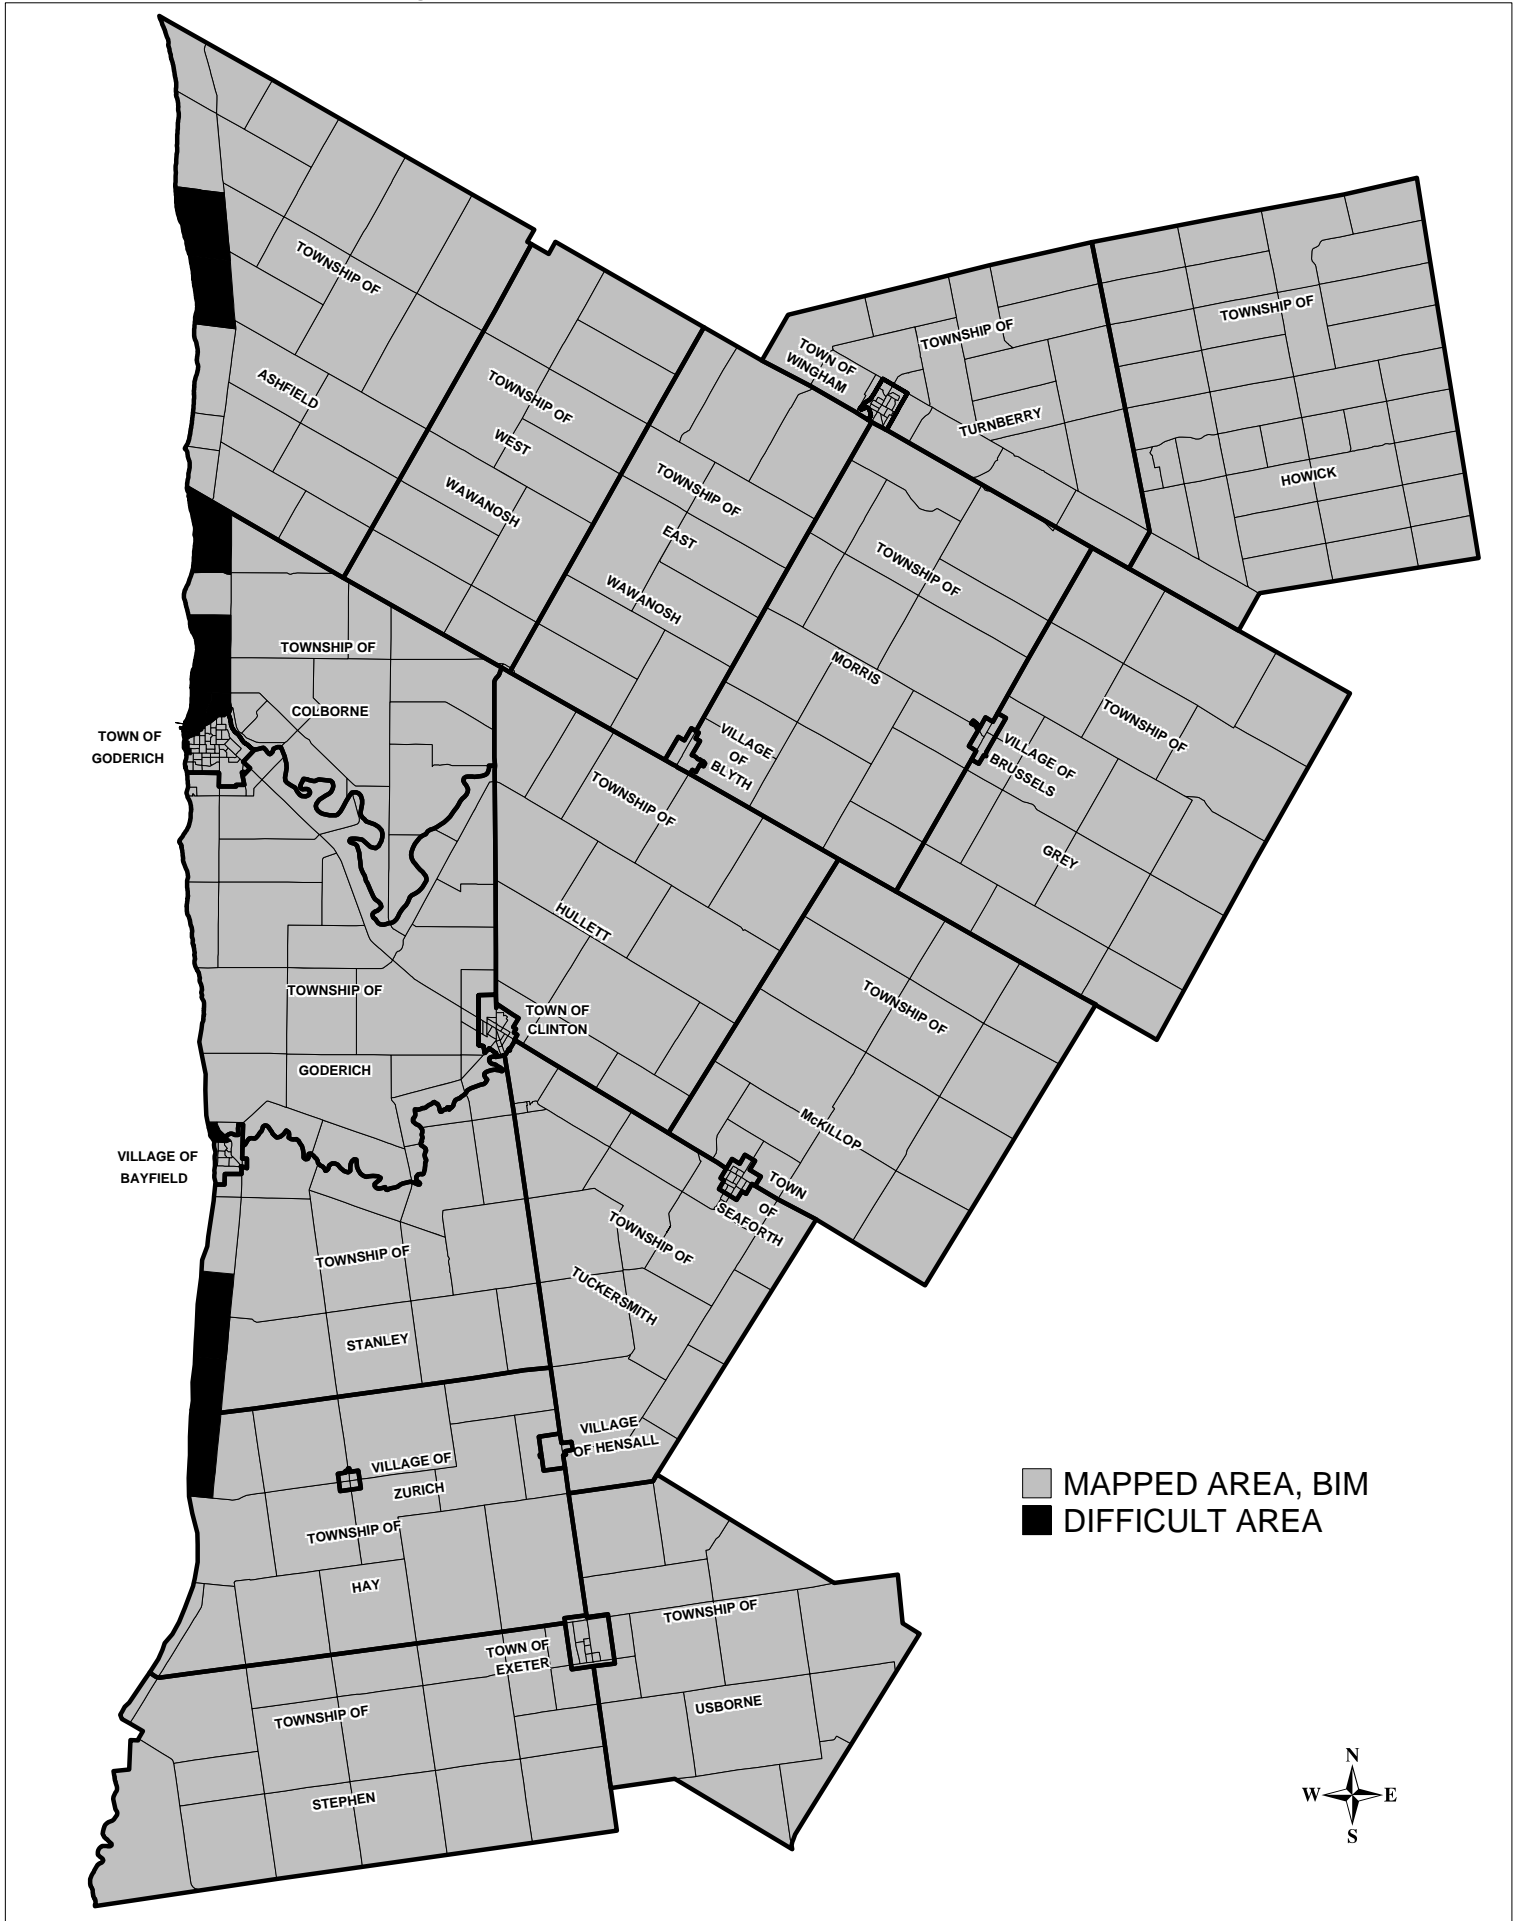 TOWNSHIP OF
ASHFIELD
TOWNSHIP OF
WEST
WAWANOSH
TOWNSHIP OF
EAST
WAWANOSH
TOWN OF
WINGHAM
TOWNSHIP OF
TURNBERRY
TOWNSHIP OF
HOWICK
TOWNSHIP OF
MORRIS
TOWNSHIP OF
GREY
VILLAGE OF
BRUSSELS
VILLAGE
OF
BLYTH
TOWNSHIP OF
COLBORNE
TOWN OF
GODERICH
TOWNSHIP OF
HULLETT
TOWNSHIP OF
McKILLOP
TOWNSHIP OF
GODERICH
TOWN OF
CLINTON
VILLAGE OF
BAYFIELD
TOWN
OF
SEAFORTH
TOWNSHIP OF
TUCKERSMITH
TOWNSHIP OF
STANLEY
VILLAGE
OF HENSALL
VILLAGE OF
ZURICH
TOWNSHIP OF
HAY
TOWN OF
EXETER
TOWNSHIP OF
USBORNE
TOWNSHIP OF
STEPHEN
MAPPED AREA, BIM
DIFFICULT AREA
N
W E
S